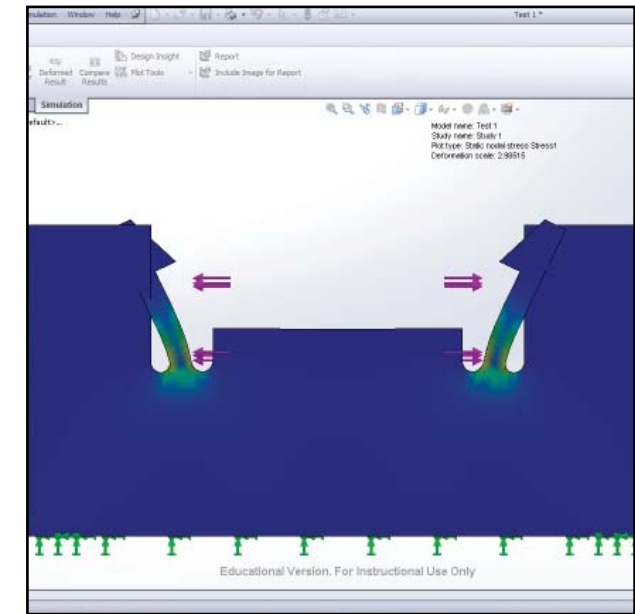 Simulation Window Help
Test 1 *
Design Insight
Report
Deformed Result
Compare Results
Plot Tools
Include Image for Report
Simulation
Model name: Test 1
Study name: Study 1
Plot type: Static nodal stress Stress1
Deformation scale: 2.98515
Educational Version. For Instructional Use Only